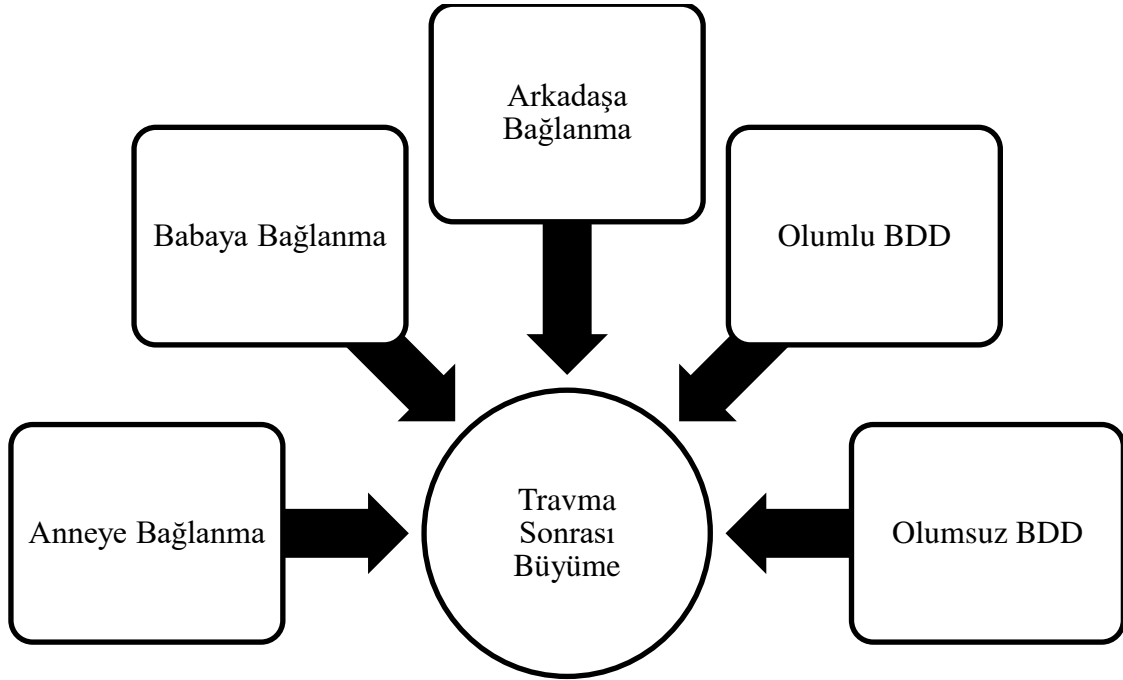 Arkadaşa
Bağlanma
Babaya Bağlanma
Olumlu BDD
Anneye Bağlanma
Travma
Sonrası
Büyüme
Olumsuz BDD